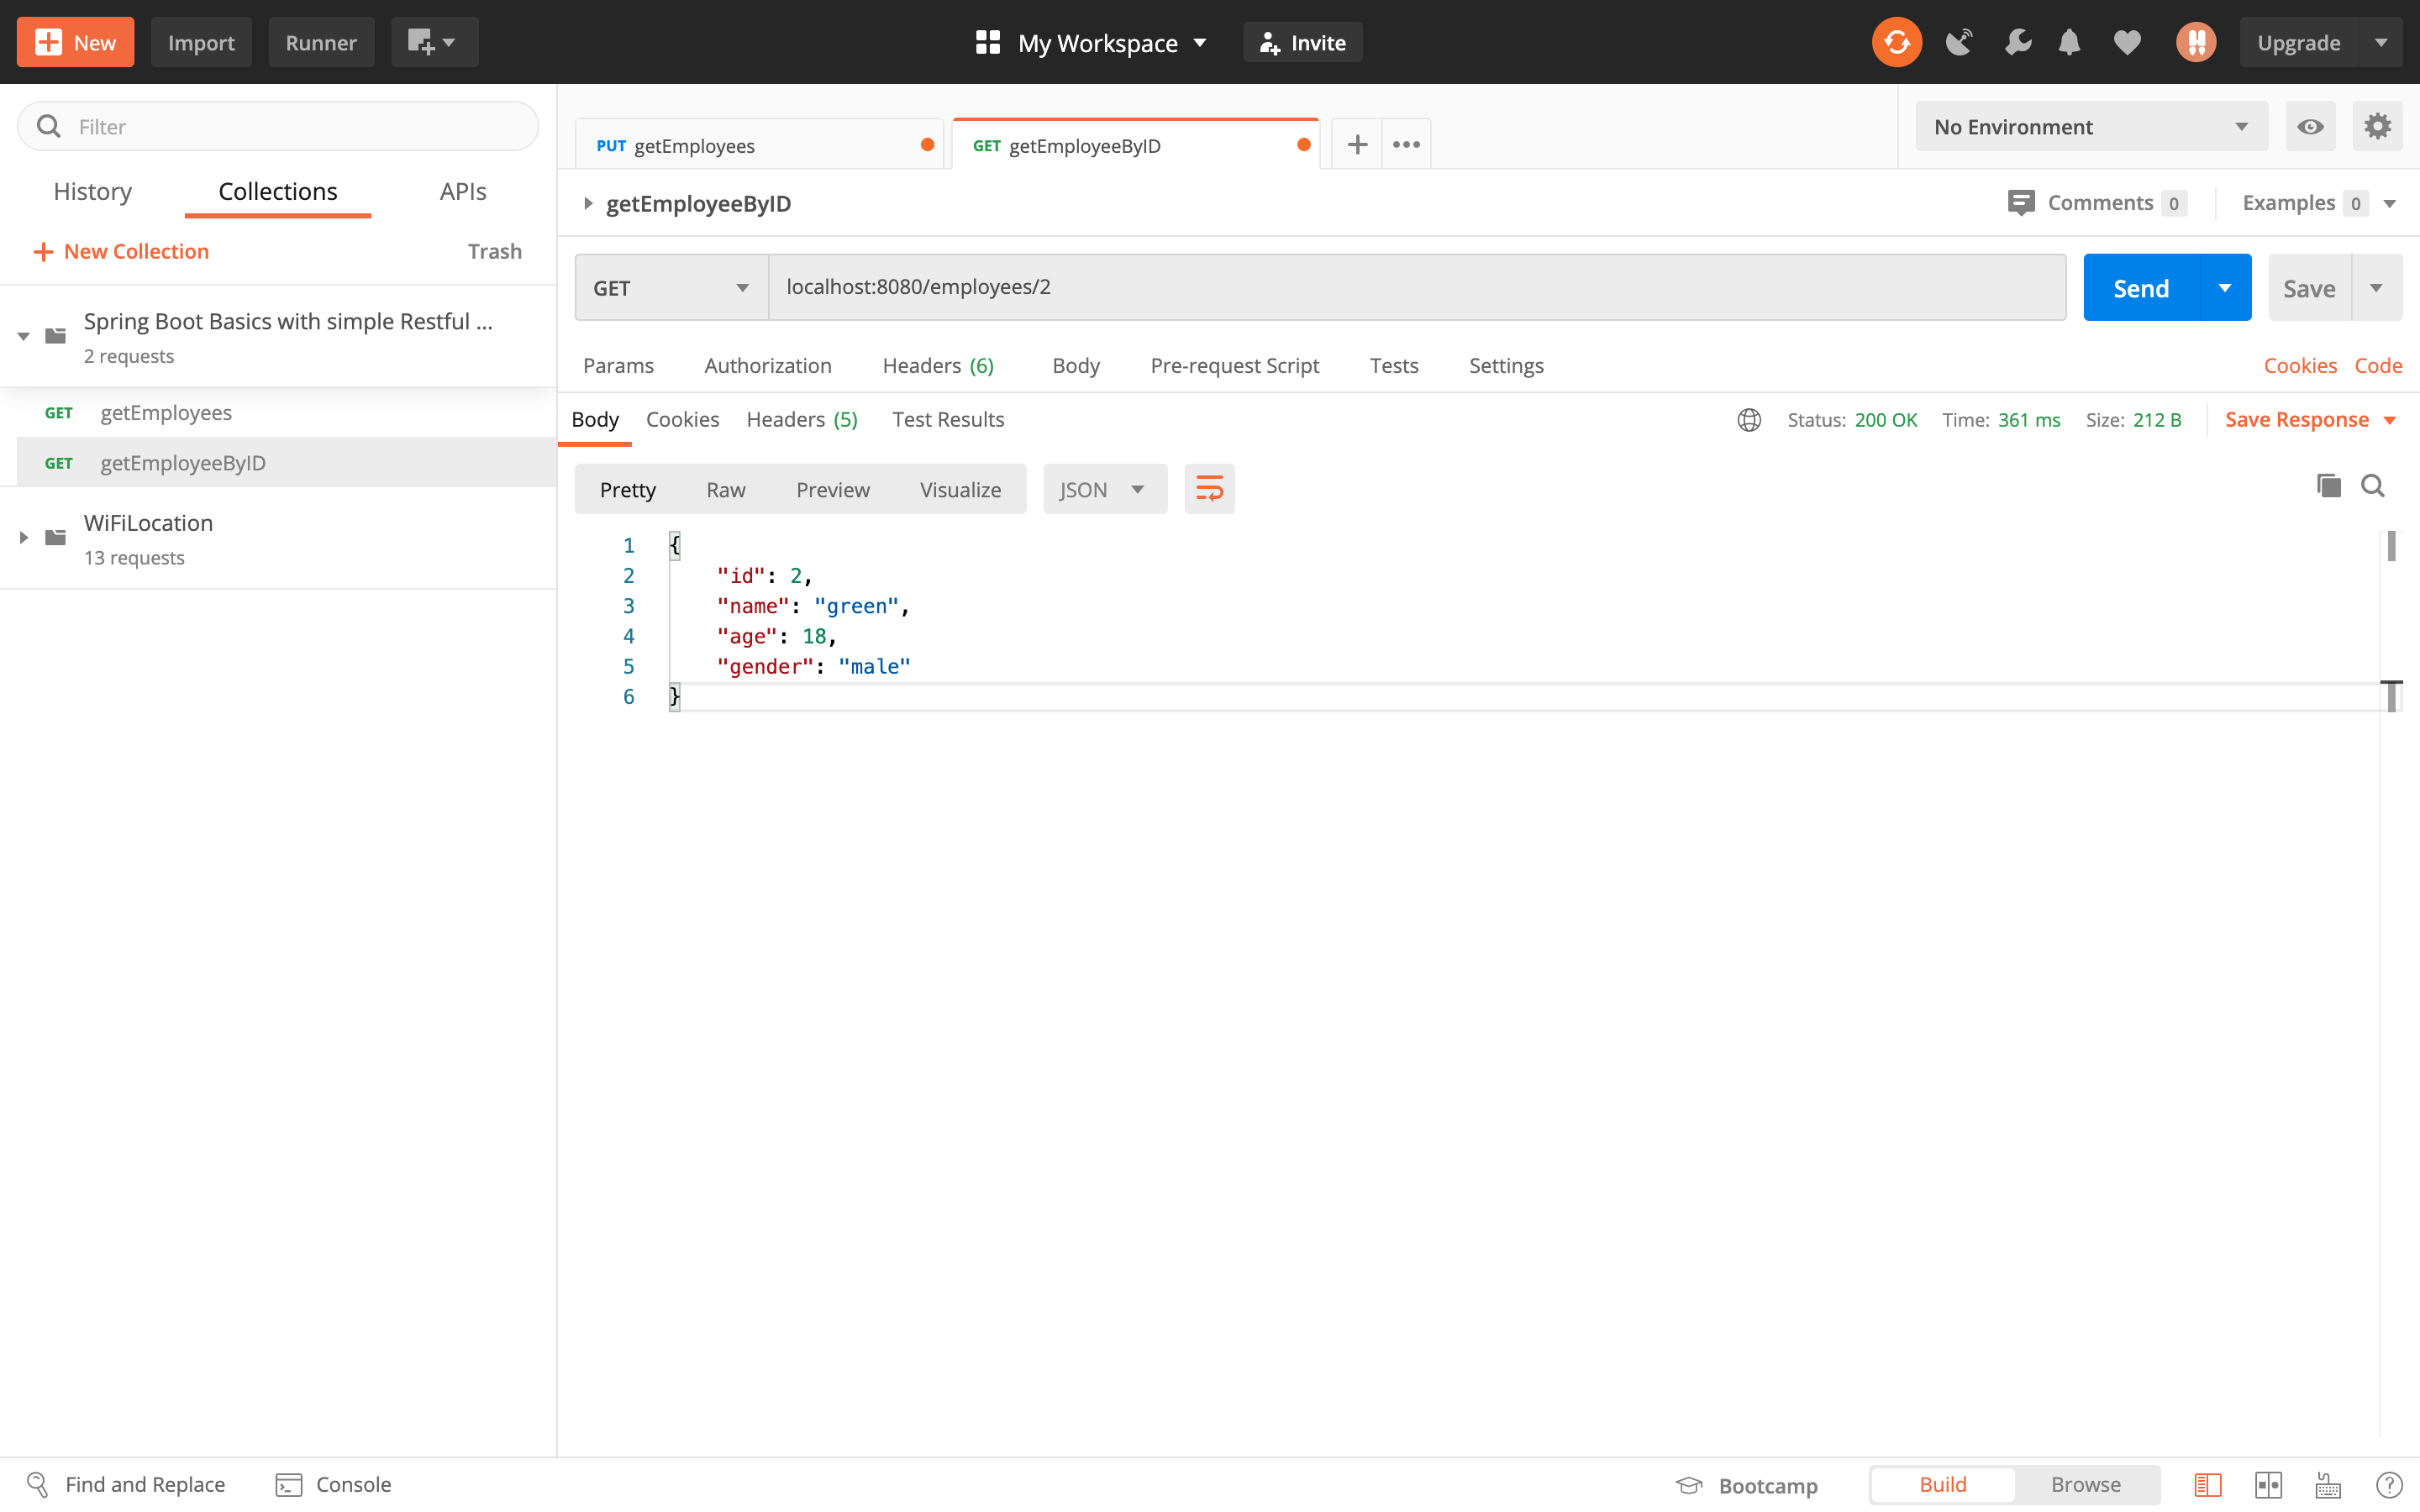 New
Import
Runner
My Workspace
Invite
Upgrade
Filter
History
Collections
APIs
New Collection
Trash
Spring Boot Basics with simple Restful ...
2 requests
GET getEmployees
GET getEmployeeByID
WiFiLocation
13 requests
PUT getEmployees
GET getEmployeeByID
No Environment
getEmployeeByID
Comments 0
Examples 0
GET
localhost:8080/employees/2
Send
Save
Params
Authorization
Headers (6)
Body
Pre-request Script
Tests
Settings
Cookies
Code
Body
Cookies
Headers (5)
Test Results
Status: 200 OK
Time: 361 ms
Size: 212 B
Save Response
Pretty
Raw
Preview
Visualize
JSON
1 {
2 "id": 2,
3 "name": "green",
4 "age": 18,
5 "gender": "male"
6 }
Find and Replace
Console
Bootcamp
Build
Browse